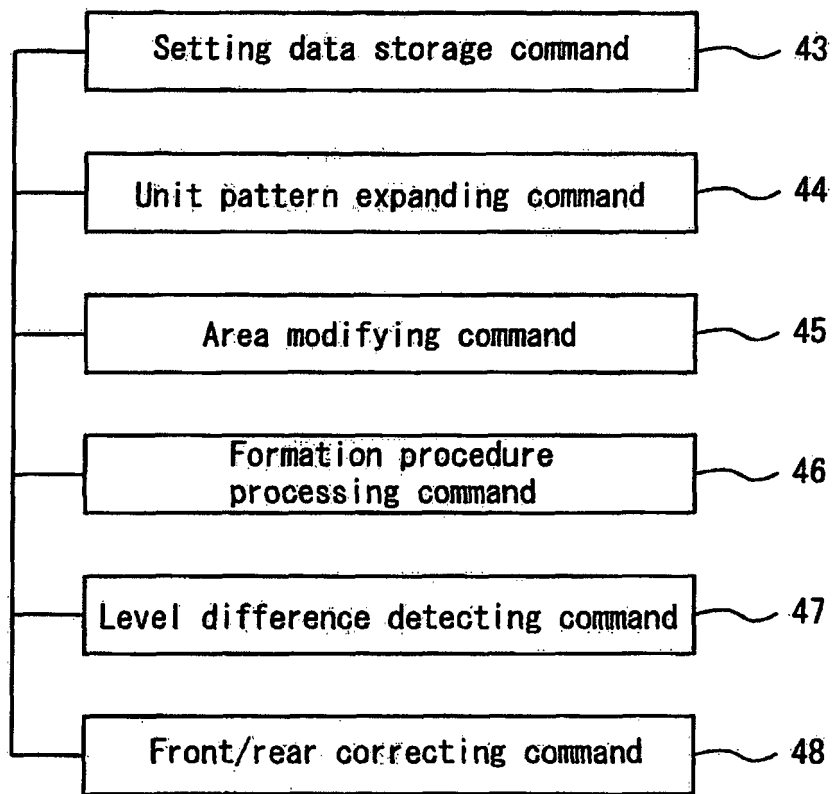 Setting data storage command 43
Unit pattern expanding command 44
Area modifying command 45
Formation procedure
processing command 46
Level difference detecting command 47
Front/rear correcting command 48